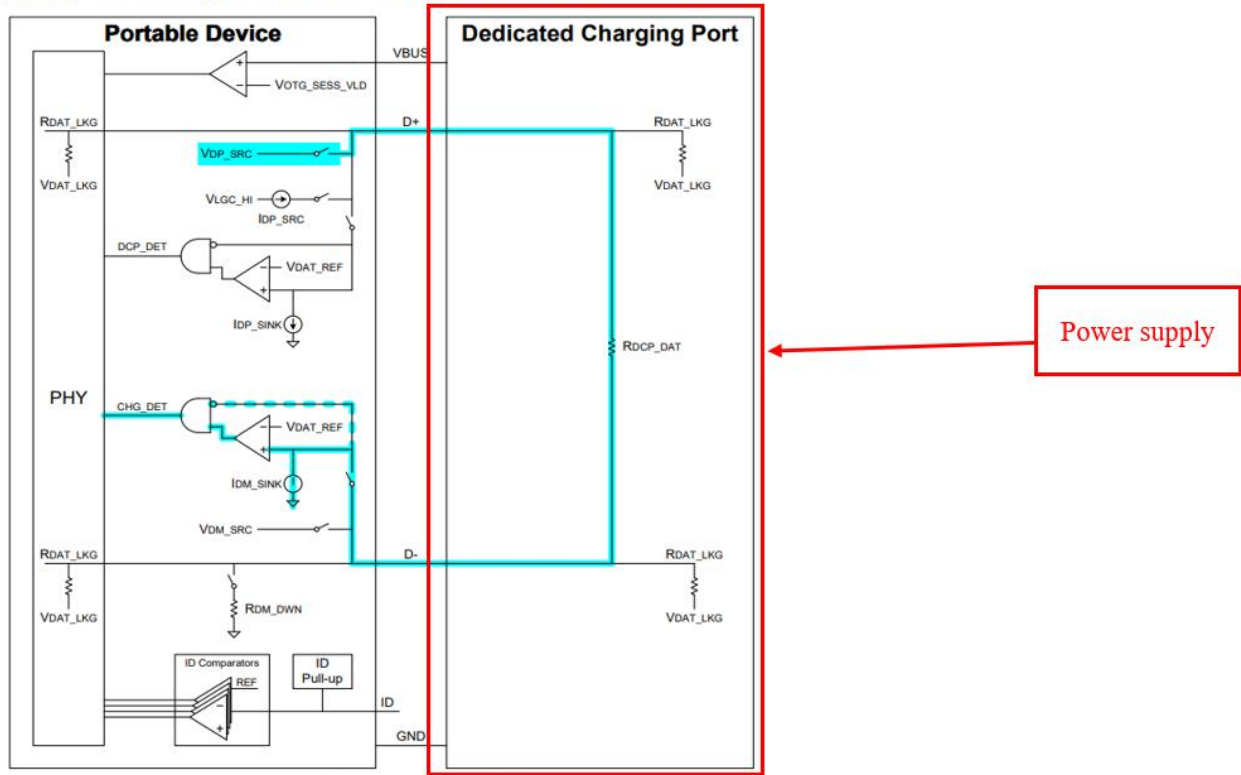 Portable Device
Dedicated Charging Port
VBUS
VOTG_SESS_VLD
RDAT_LKG
D+
RDAT_LKG
VDP_SRC
VDAT_LKG
VDAT_LKG
VLGC_HI
IDP_SRC
DCP_DET
VDAT_REF
IDP_SINK
Power supply
RDCP_DAT
PHY
CHG_DET
VDAT_REF
IDM_SINK
VDM_SRC
RDAT_LKG
D-
RDAT_LKG
RDM_DWN
VDAT_LKG
VDAT_LKG
ID Comparators
REF
ID
Pull-up
ID
GND